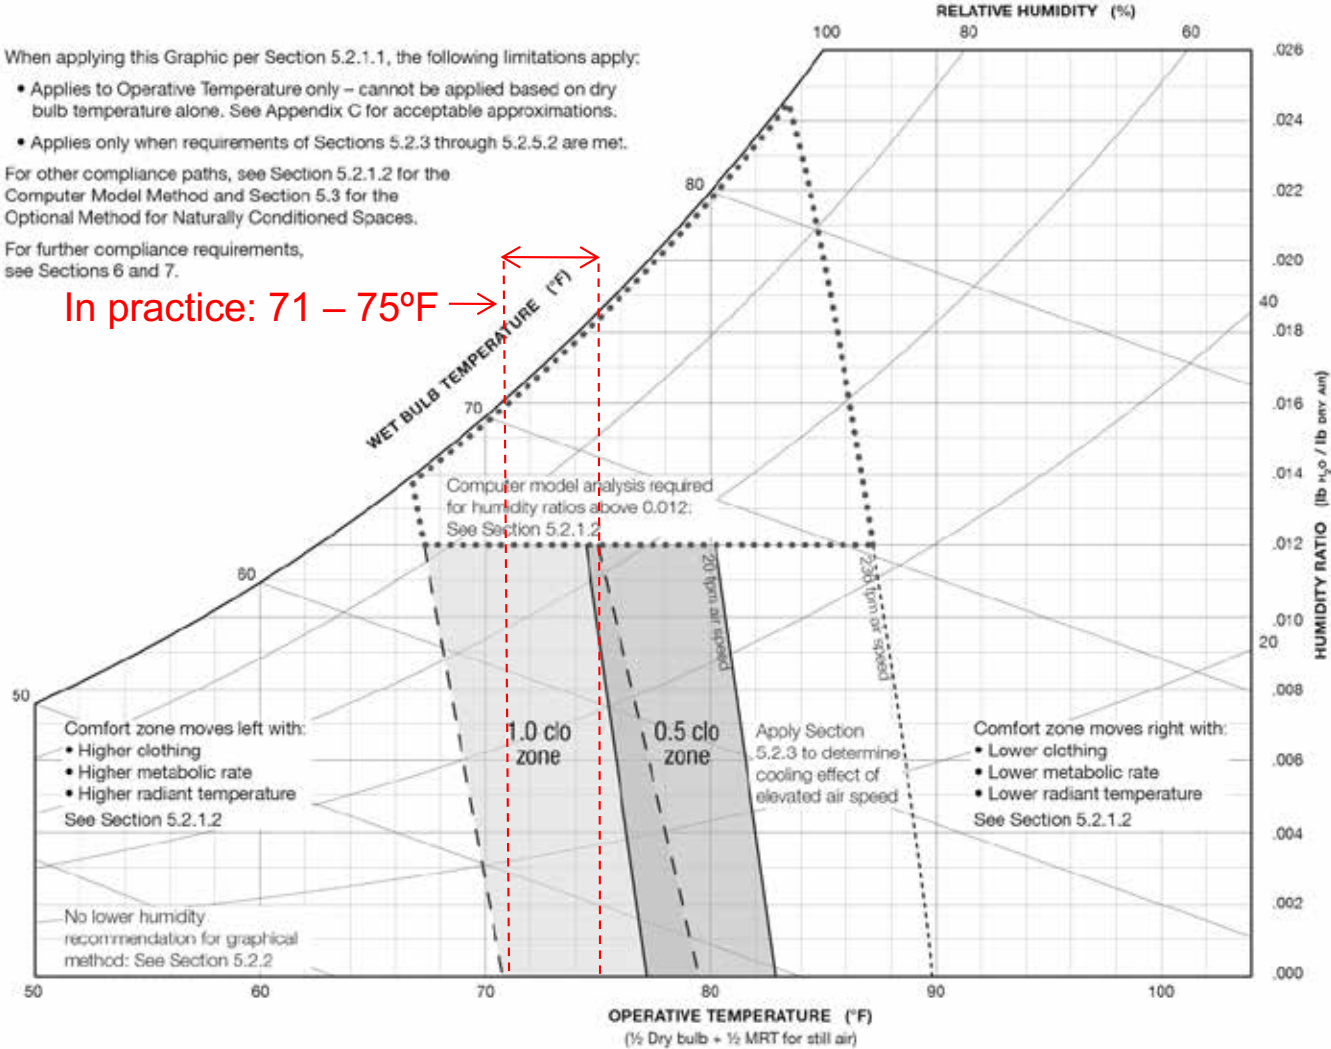 RELATIVE HUMIDITY (%)
100
80
60
When applying this Graphic per Section 5.2.1.1, the following limitations apply:
• Applies to Operative Temperature only – cannot be applied based on dry
bulb temperature alone. See Appendix C for acceptable approximations.
• Applies only when requirements of Sections 5.2.3 through 5.2.5.2 are met.
For other compliance paths, see Section 5.2.1.2 for the
Computer Model Method and Section 5.3 for the
Optional Method for Naturally Conditioned Spaces.
For further compliance requirements,
see Sections 6 and 7.
In practice: 71 – 75ºF
WET BULB TEMPERATURE (°F)
80
70
60
50
40
20
.026
.024
.022
.020
.018
.016
.014
.012
.010
.008
.006
.004
.002
.000
HUMIDITY RATIO (lb H2O / lb DRY AIR)
Computer model analysis required
for humidity ratios above 0.012:
See Section 5.2.1.2
20 fpm air speed
236 fpm air speed
1.0 clo
zone
0.5 clo
zone
Comfort zone moves left with:
• Higher clothing
• Higher metabolic rate
• Higher radiant temperature
See Section 5.2.1.2
Apply Section
5.2.3 to determine
cooling effect of
elevated air speed
Comfort zone moves right with:
• Lower clothing
• Lower metabolic rate
• Lower radiant temperature
See Section 5.2.1.2
No lower humidity
recommendation for graphical
method: See Section 5.2.2
50
60
70
80
90
100
OPERATIVE TEMPERATURE (°F)
(½ Dry bulb + ½ MRT for still air)